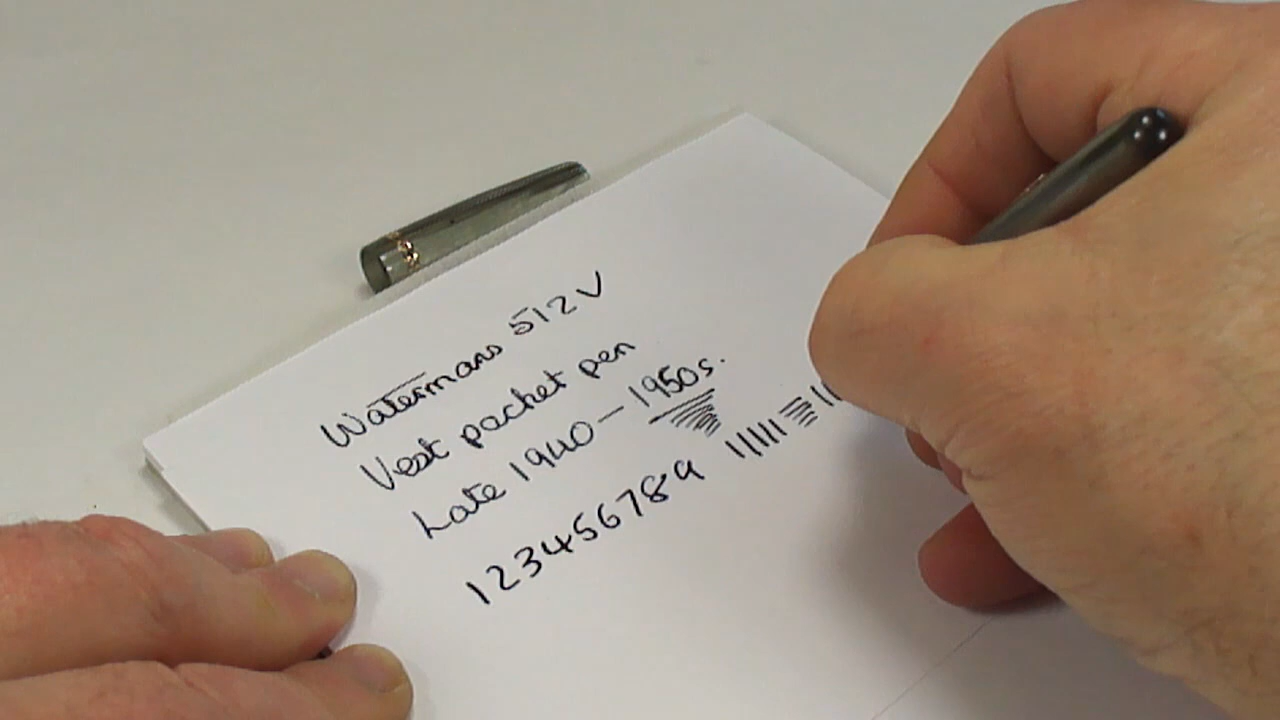 Watermans 512V
Vest pocket pen
Late 1940 – 1950s.
123456789